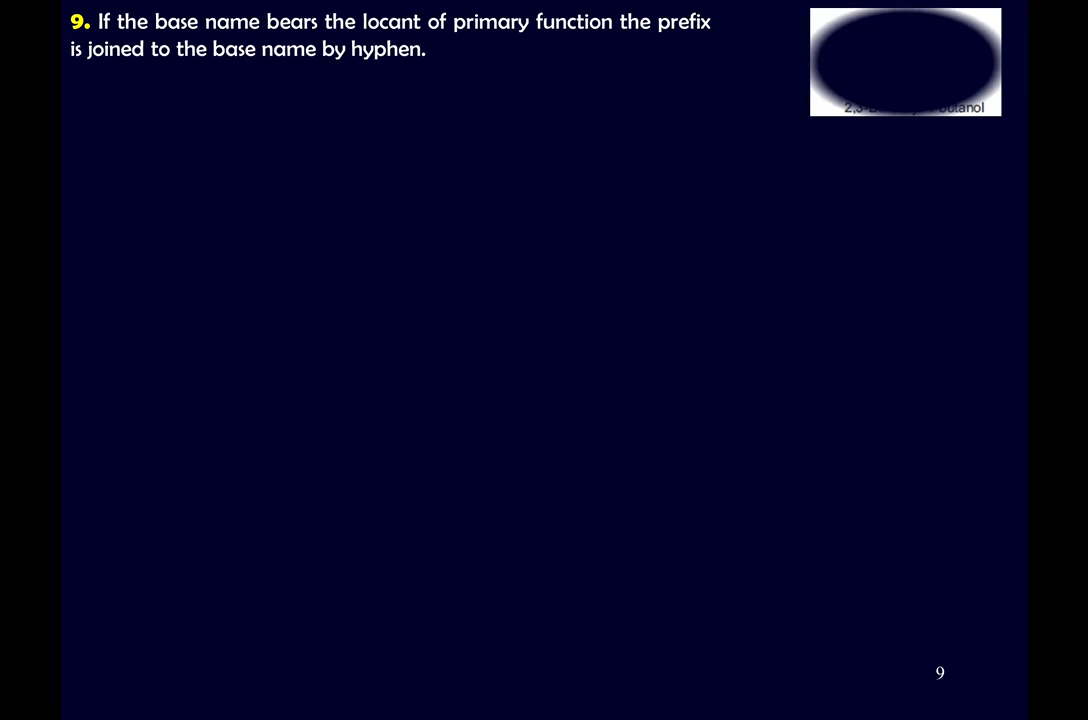 9. If the base name bears the locant of primary function the prefix
is joined to the base name by hyphen.
butanol
9